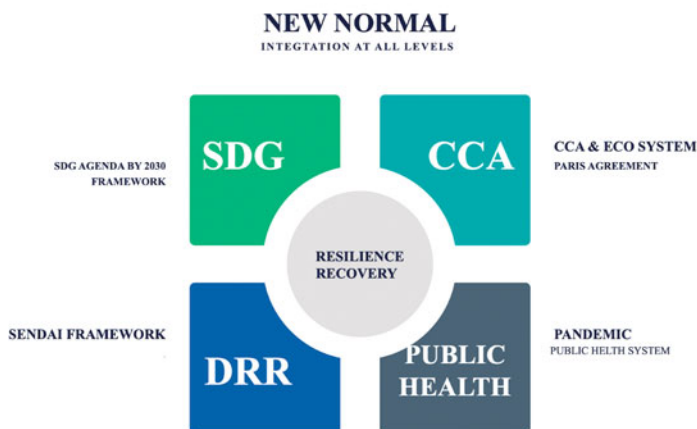 NEW NORMAL
INTEGTATION AT ALL LEVELS
SDG
CCA
SDG AGENDA BY 2030
FRAMEWORK
CCA & ECO SYSTEM
PARIS AGREEMENT
RESILIENCE
RECOVERY
SENDAI FRAMEWORK
DRR
PUBLIC
HEALTH
PANDEMIC
PUBLIC HELTH SYSTEM